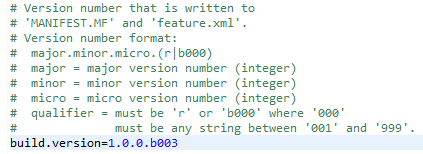 # Version number that is written to
# 'MANIFEST.MF' and 'feature.xml'.
# Version number format:
#  major.minor.micro.(r|b000)
#  major = major version number (integer)
#  minor = minor version number (integer)
#  micro = micro version number (integer)
#  qualifier = must be 'r' or 'b000' where '000'
#              must be any string between '001' and '999'.
build.version=1.0.0.b003